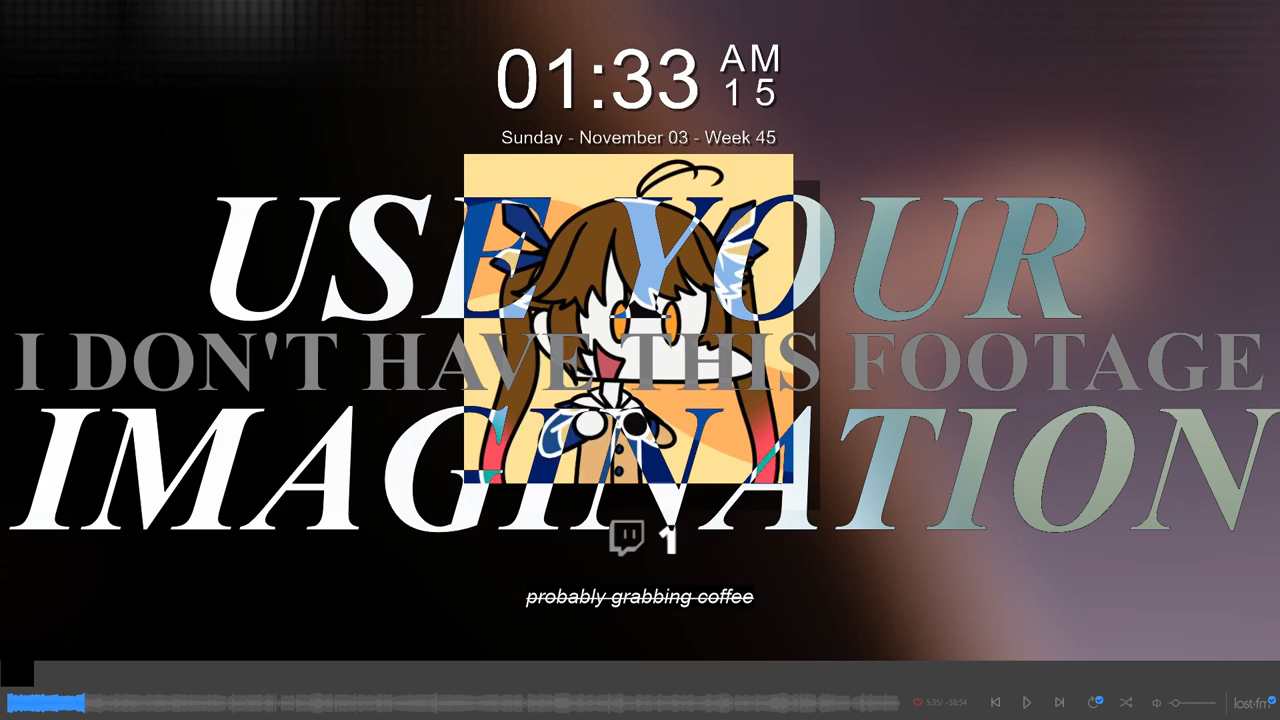 01:33 AM
15
Sunday - November 03 - Week 45
USE YOUR
I DON'T HAVE THIS FOOTAGE
IMAGINATION
1
probably grabbing coffee
5:35/ -56:54
last.fm